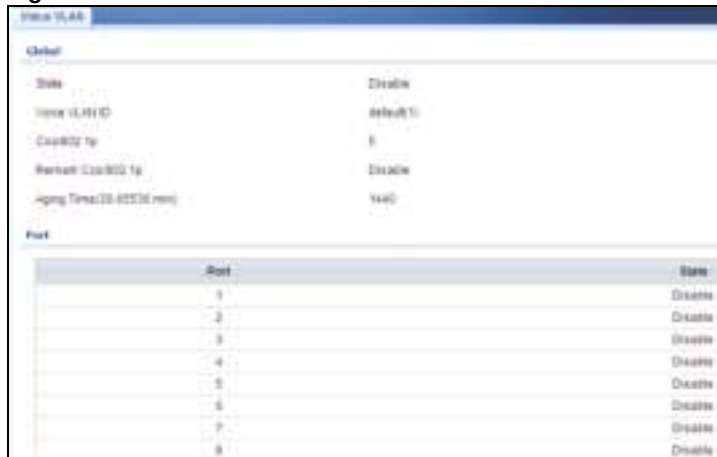 Voice VLAN
Global
State Disable
Voice VLAN ID default(1)
Cos/802.1p 5
Remark Cos/802.1p Disable
Aging Time(30-65536 min) 1440
Port
Port State
1 Disable
2 Disable
3 Disable
4 Disable
5 Disable
6 Disable
7 Disable
8 Disable